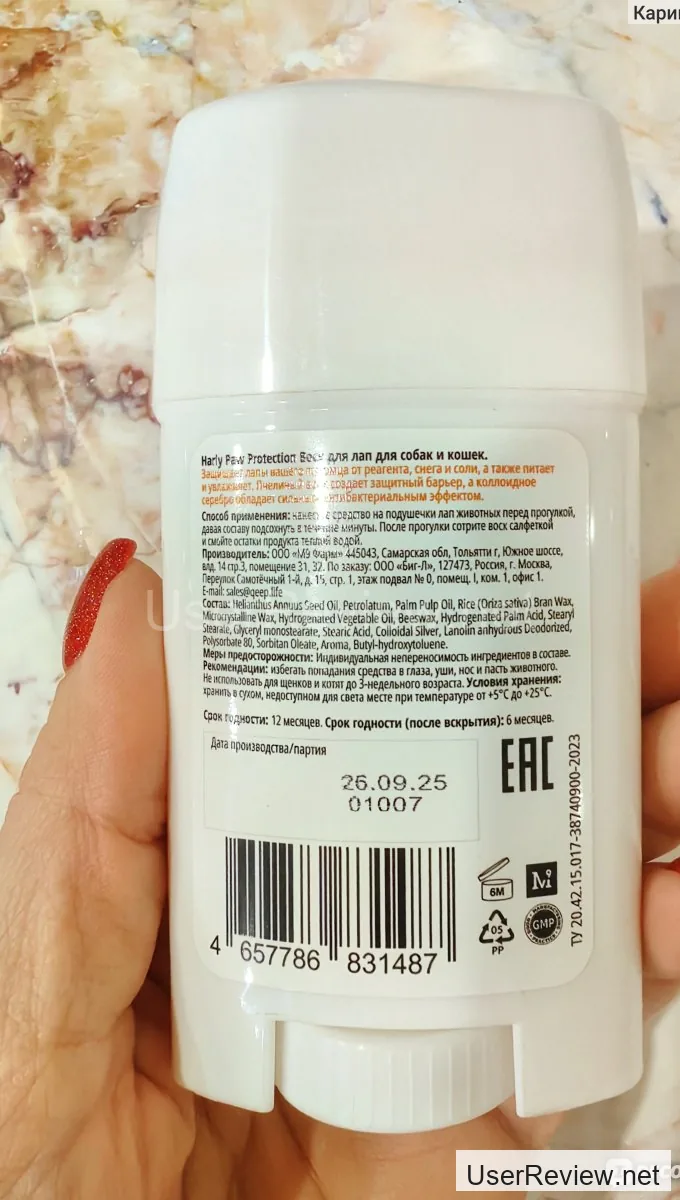 Карин
Harly Paw Protection Воск для лап для собак и кошек.
Защищает лапы вашего питомца от реагента, снега и соли, а также питает
и увлажняет. Пчелиный воск создает защитный барьер, а коллоидное
серебро обладает сильным антибактериальным эффектом.
Способ применения: нанесите средство на подушечки лап животных перед прогулкой,
давая составу подсохнуть в течение минуты. После прогулки сотрите воск салфеткой
и смойте остатки продукта теплой водой.
Производитель: ООО «М9 Фарм» 445043, Самарская обл, Тольятти г, Южное шоссе,
влд. 14 стр.3, помещение 31, 32. По заказу: ООО «Биг-Л», 127473, Россия, г. Москва,
Переулок Самотёчный 1-й, д. 15, стр. 1, этаж подвал № 0, помещ. I, ком. 1, офис 1.
E-mail: sales@qeep.life
Состав: Helianthus Annuus Seed Oil, Petrolatum, Palm Pulp Oil, Rice (Oriza sativa) Bran Wax,
Microcrystalline Wax, Hydrogenated Vegetable Oil, Beeswax, Hydrogenated Palm Acid, Stearyl
Stearate, Glyceryl monostearate, Stearic Acid, Colloidal Silver, Lanolin anhydrous Deodorized,
Polysorbate 80, Sorbitan Oleate, Aroma, Butyl-hydroxytoluene.
Меры предосторожности: Индивидуальная непереносимость ингредиентов в составе.
Рекомендации: избегать попадания средства в глаза, уши, нос и пасть животного.
Не использовать для щенков и котят до 3-недельного возраста. Условия хранения:
хранить в сухом, недоступном для света месте при температуре от +5°C до +25°C.
Срок годности: 12 месяцев. Срок годности (после вскрытия): 6 месяцев.
Дата производства/партия
26.09.25
01007
EAC
ТУ 20.42.15.017-38740900-2023
6M
M9
05
PP
GOOD MANUFACTURING
GMP
PRACTICE
4 657786 831487
UserReview.net